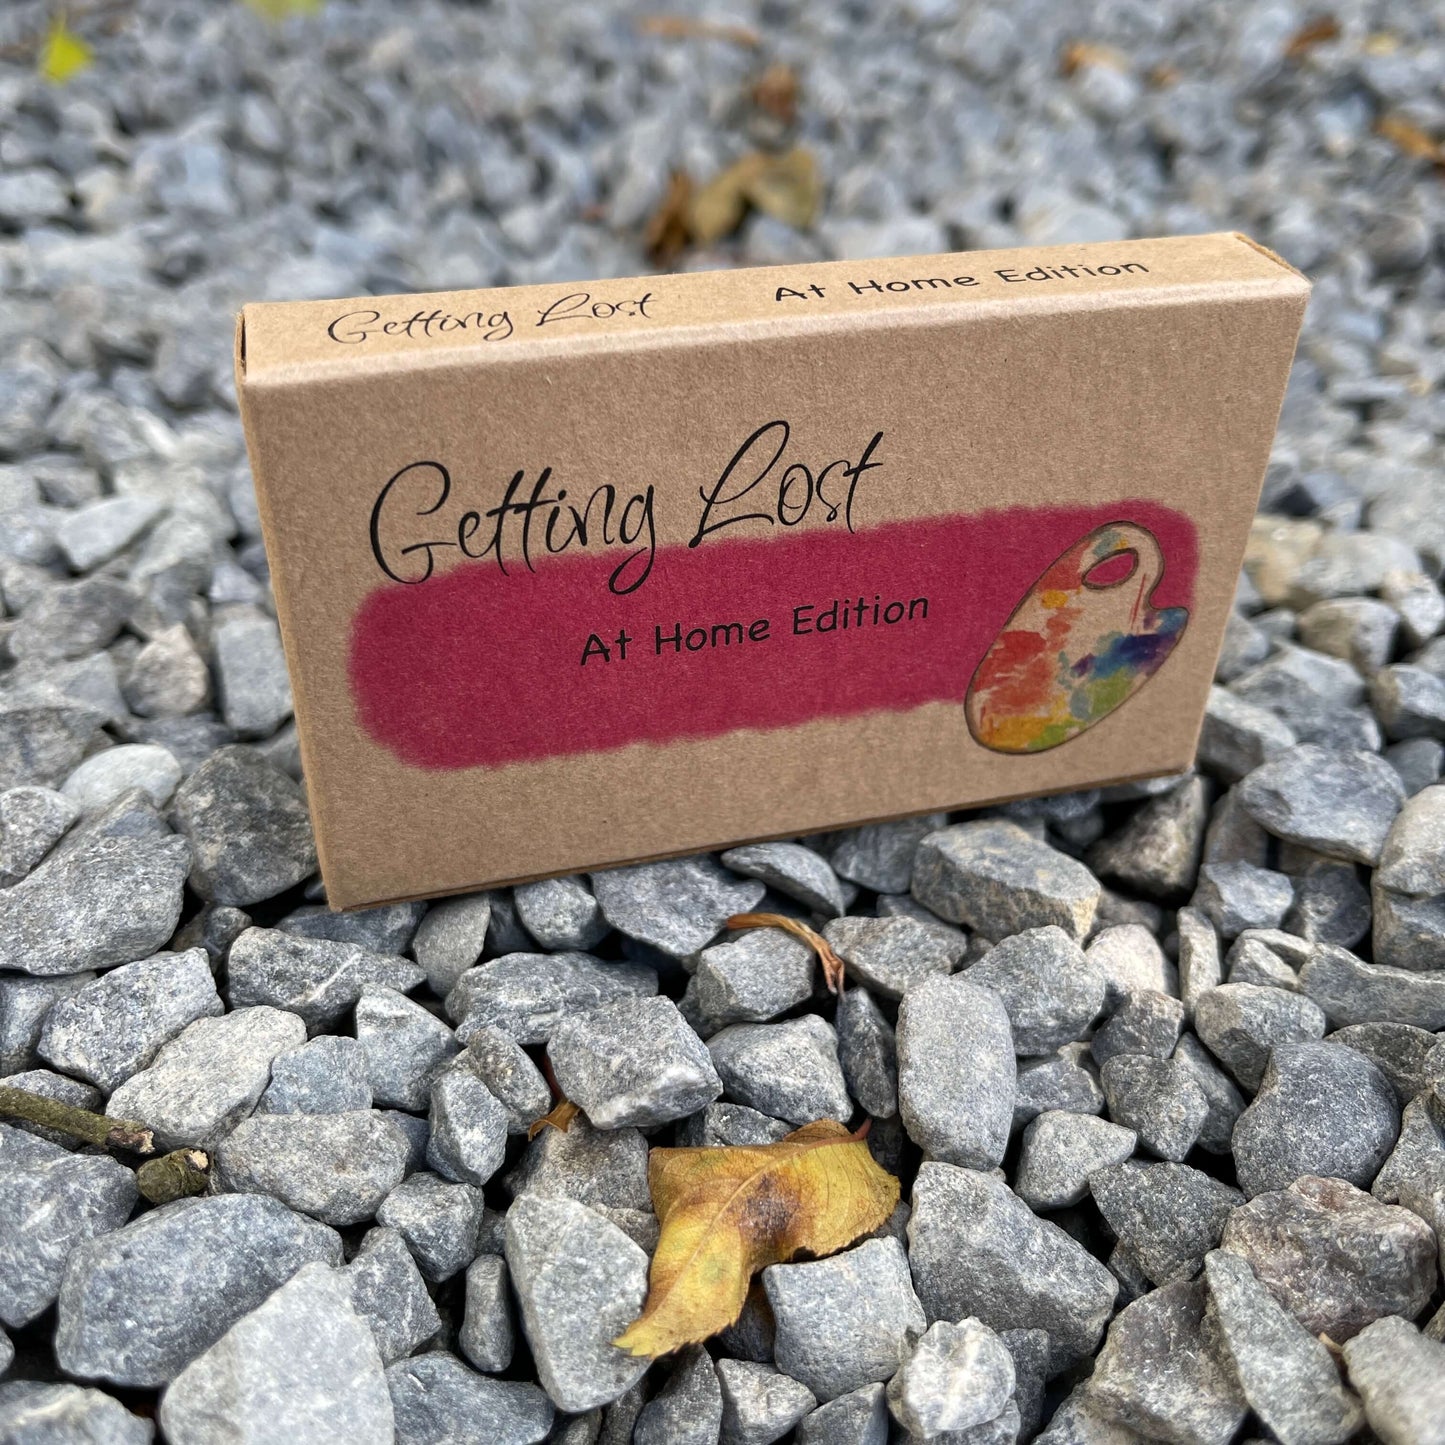 Getting Lost At Home Edition
Getting Lost
At Home Edition